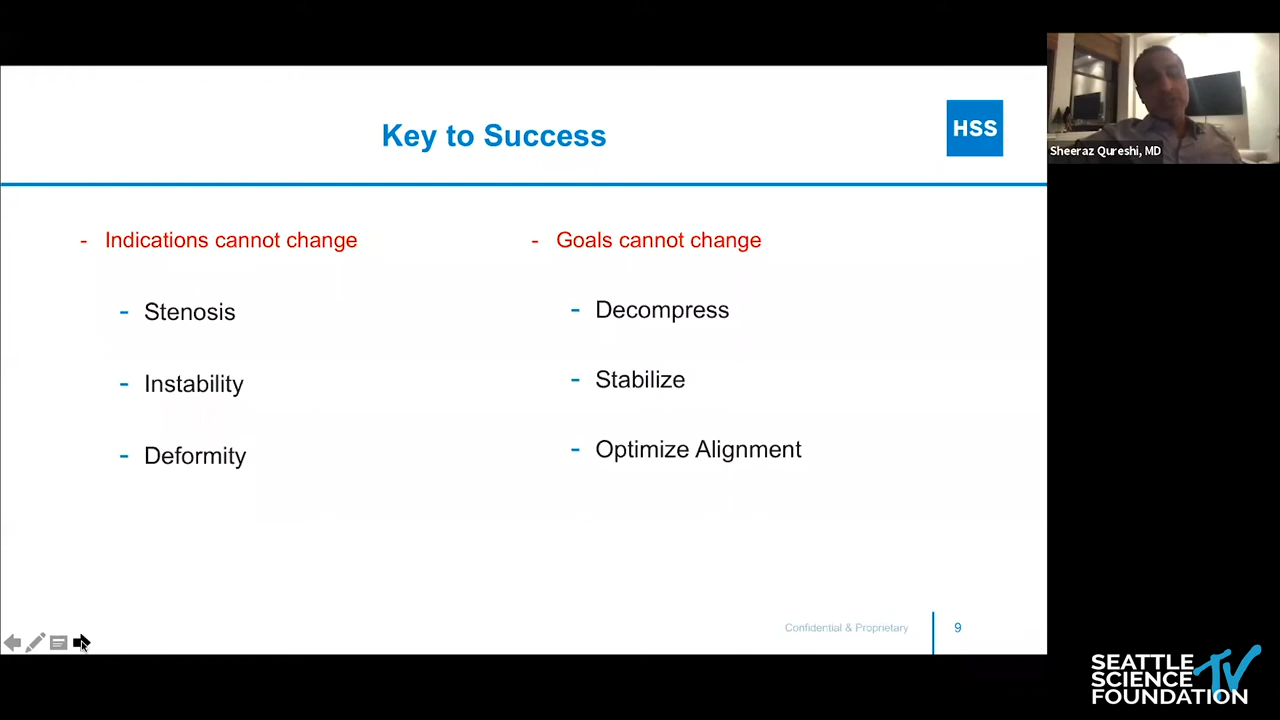 Key to Success
HSS
Sheeraz Qureshi, MD
- Indications cannot change
- Stenosis
- Instability
- Deformity
- Goals cannot change
- Decompress
- Stabilize
- Optimize Alignment
Confidential & Proprietary
9
SEATTLE
SCIENCE TV
FOUNDATION